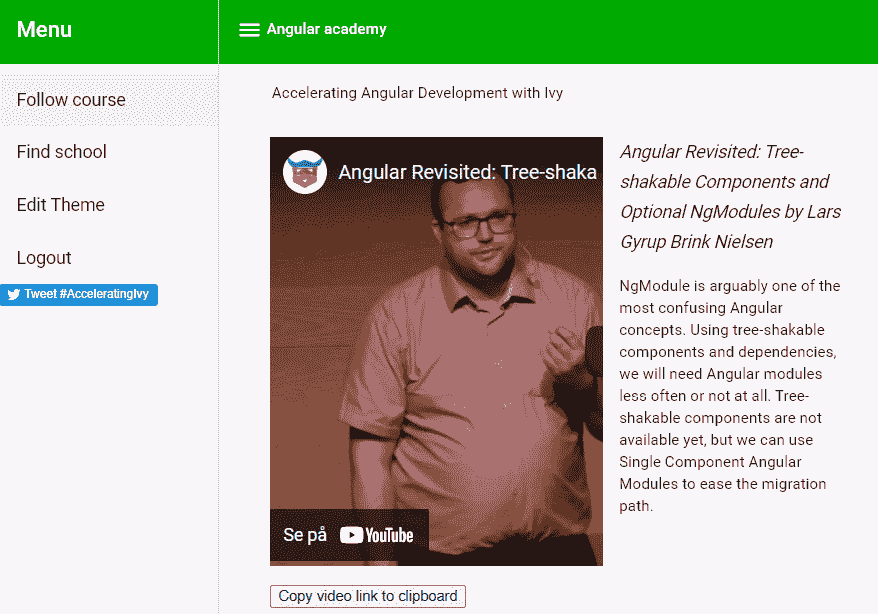 Menu
Angular academy
Follow course
Find school
Edit Theme
Logout
Tweet #AcceleratingIvy
Accelerating Angular Development with Ivy
Angular Revisited: Tree-shaka
Se på YouTube
Copy video link to clipboard
Angular Revisited: Tree-
shakable Components and
Optional NgModules by Lars
Gyrup Brink Nielsen
NgModule is arguably one of the
most confusing Angular
concepts. Using tree-shakable
components and dependencies,
we will need Angular modules
less often or not at all. Tree-
shakable components are not
available yet, but we can use
Single Component Angular
Modules to ease the migration
path.